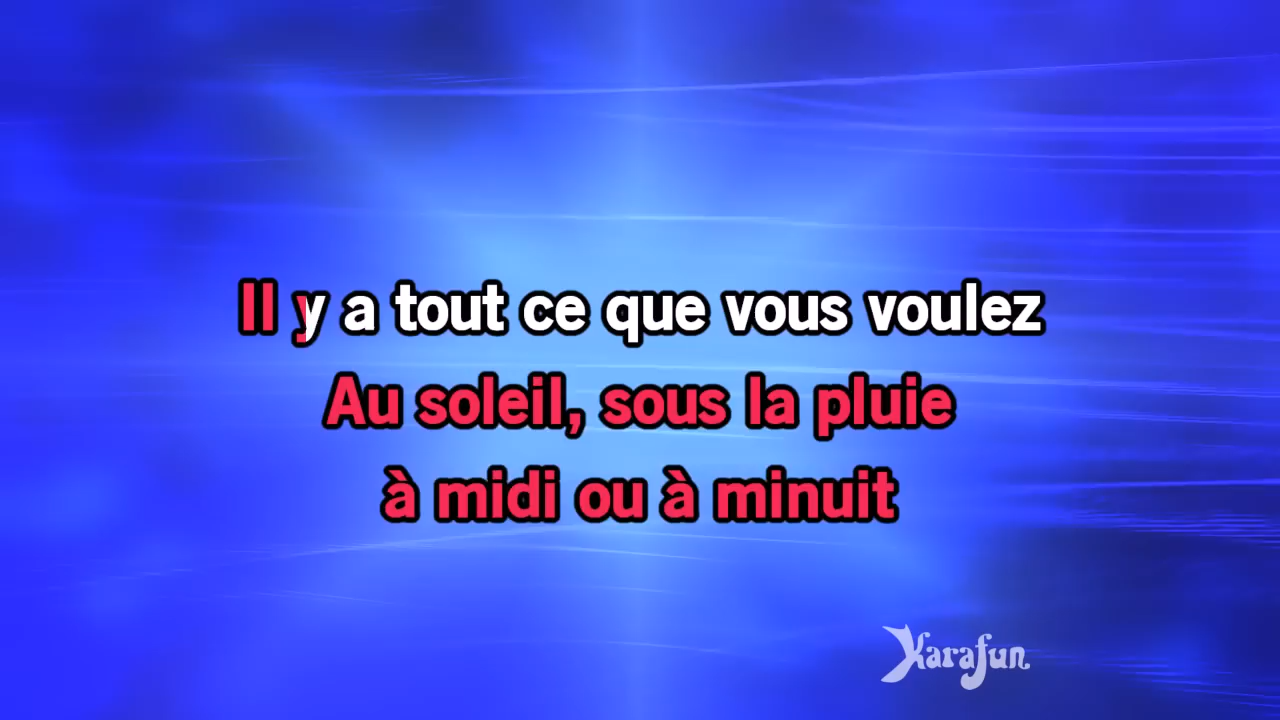 Il y a tout ce que vous voulez
Au soleil, sous la pluie
à midi ou à minuit
Karafun